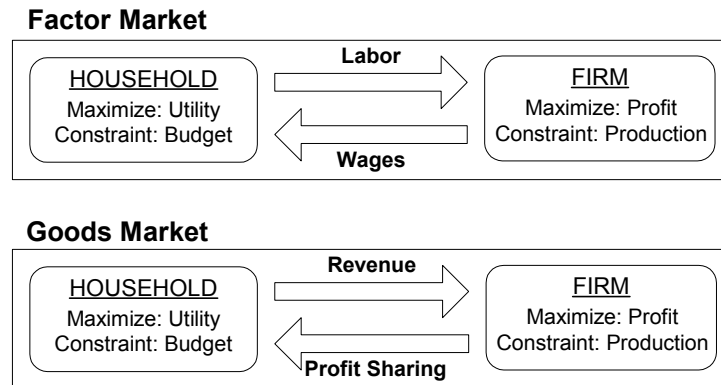 Factor Market
HOUSEHOLD
Maximize: Utility
Constraint: Budget
Labor
Wages
FIRM
Maximize: Profit
Constraint: Production
Goods Market
HOUSEHOLD
Maximize: Utility
Constraint: Budget
Revenue
Profit Sharing
FIRM
Maximize: Profit
Constraint: Production